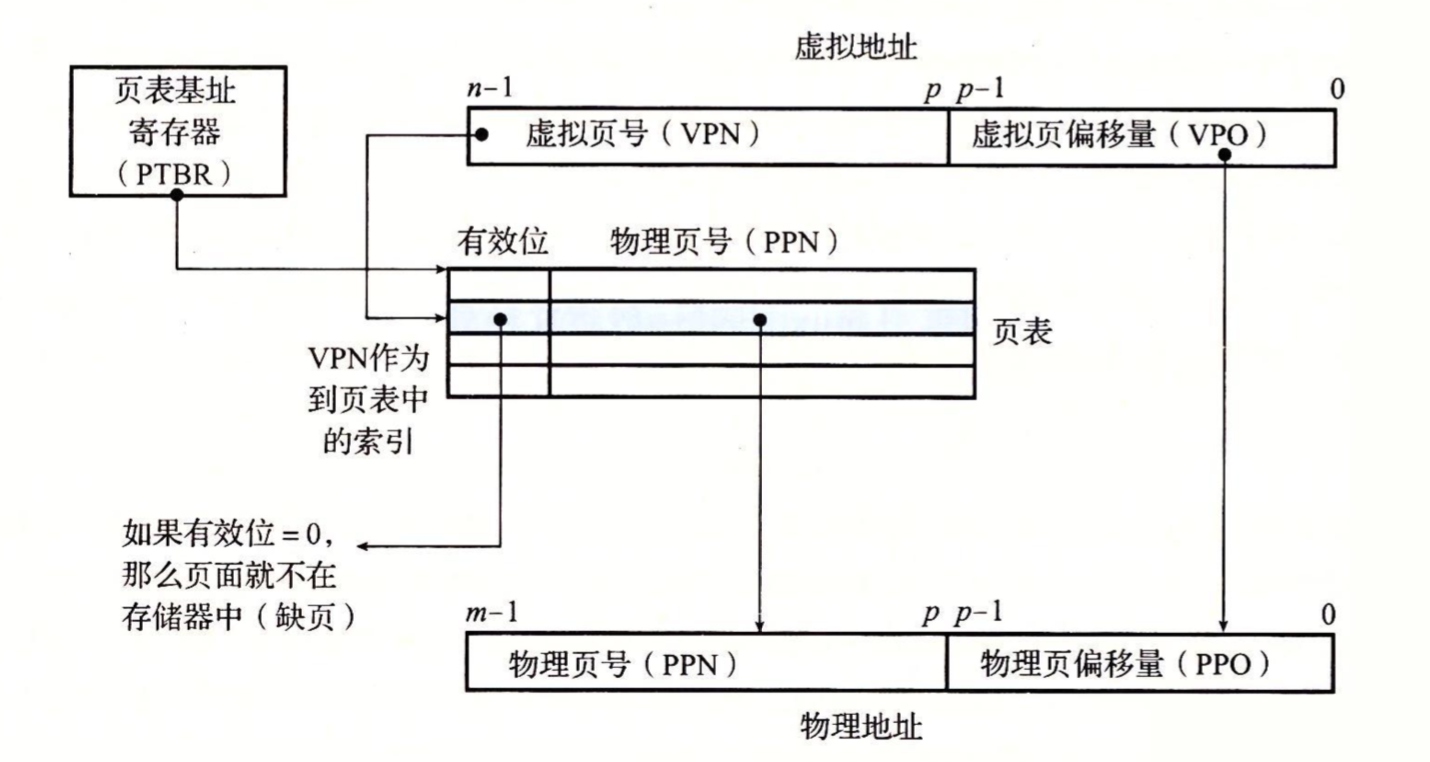 虚拟地址
页表基址
寄存器
（PTBR）
n-1 p p-1 0
虚拟页号（VPN） 虚拟页偏移量（VPO）
有效位 物理页号（PPN）
页表
VPN作为
到页表中
的索引
如果有效位=0，
那么页面就不在
存储器中（缺页）
m-1 p p-1 0
物理页号（PPN） 物理页偏移量（PPO）
物理地址